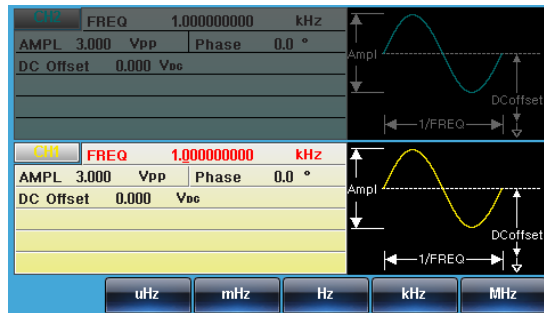 CH2 FREQ 1.000000000 kHz
AMPL 3.000 Vpp Phase 0.0 °
DC Offset 0.000 VDC
Ampl
DCoffset
1/FREQ
CH1 FREQ 1.000000000 kHz
AMPL 3.000 Vpp Phase 0.0 °
DC Offset 0.000 VDC
Ampl
DCoffset
1/FREQ
uHz mHz Hz kHz MHz